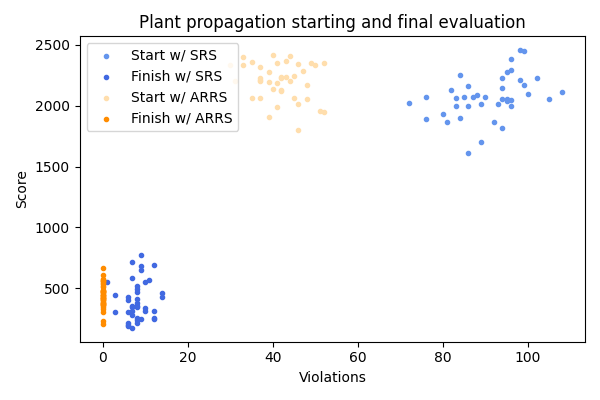 Plant propagation starting and final evaluation
Start w/ SRS
Finish w/ SRS
Start w/ ARRS
Finish w/ ARRS
2500
2000
1500
1000
500
Score
0 20 40 60 80 100
Violations